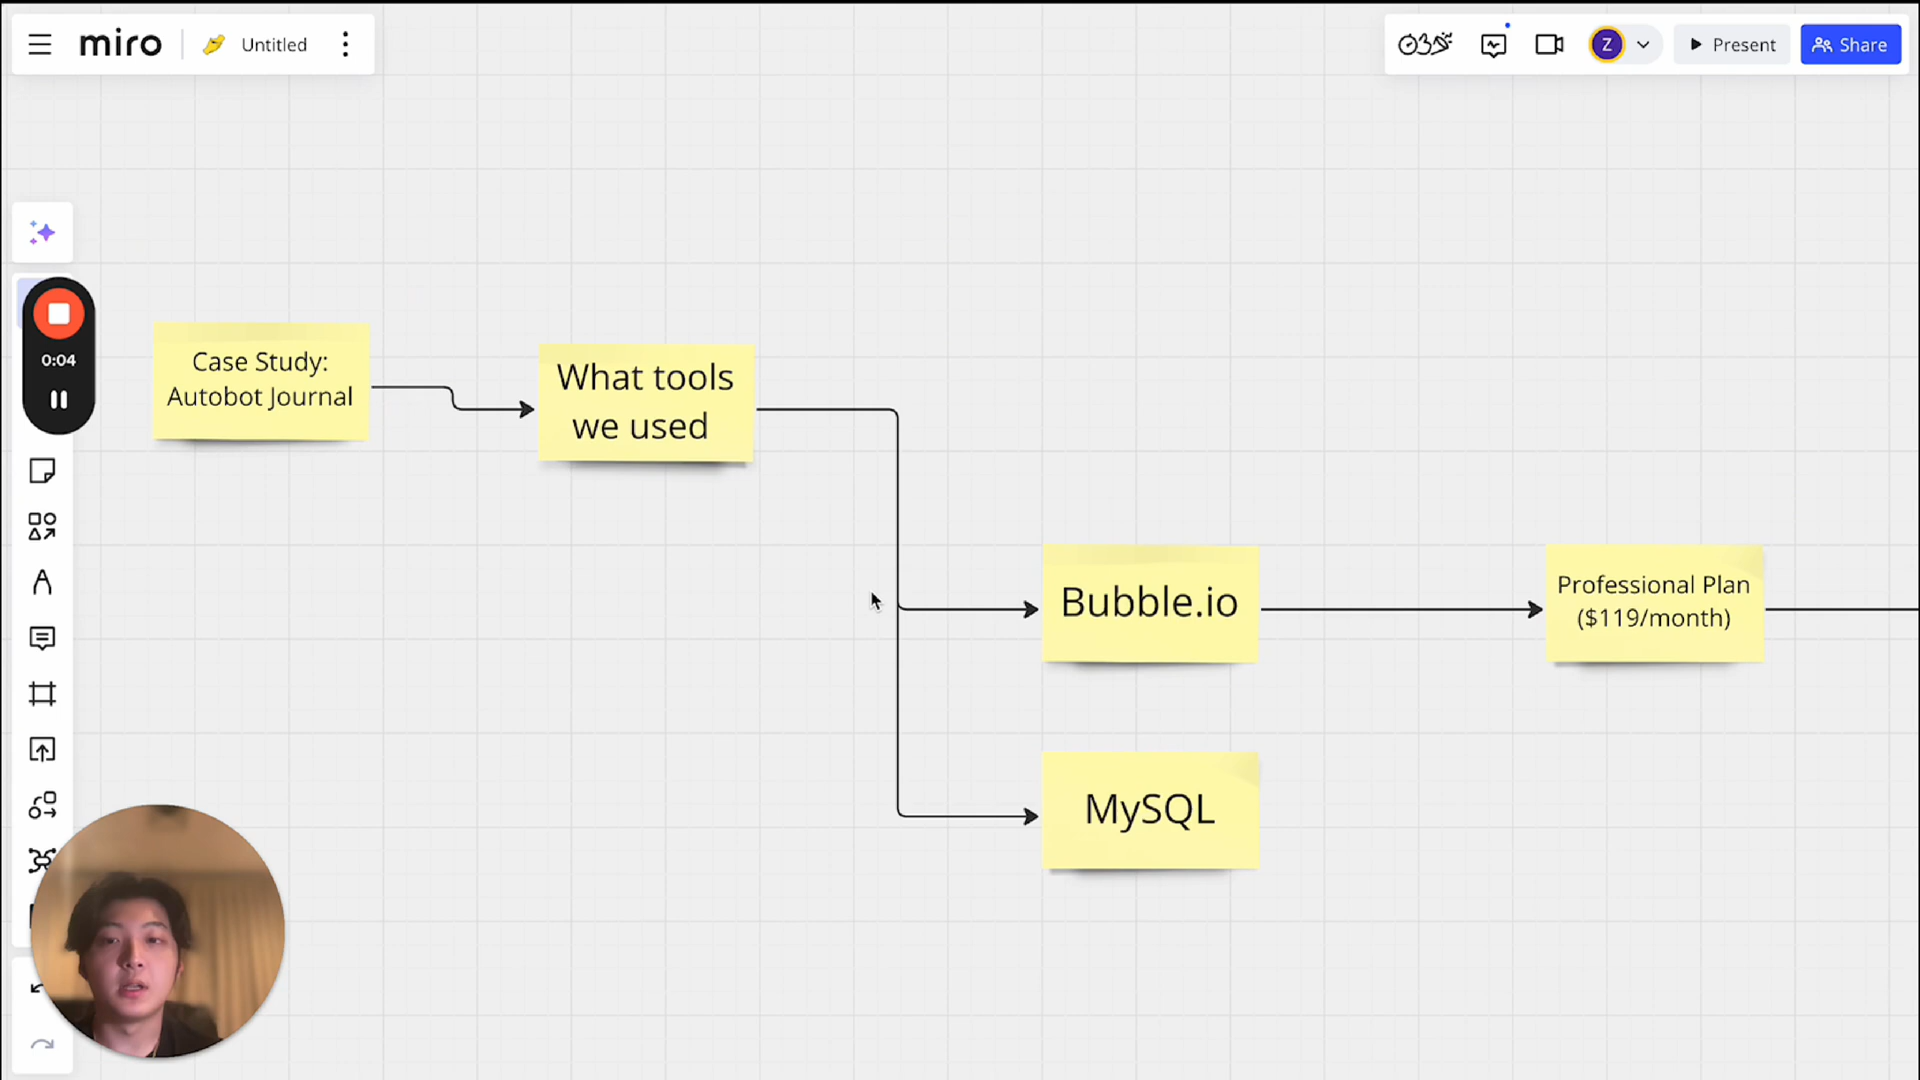 miro
Untitled
Z
Present
Share
0:04
Case Study:
Autobot Journal
What tools
we used
Bubble.io
Professional Plan
($119/month)
MySQL